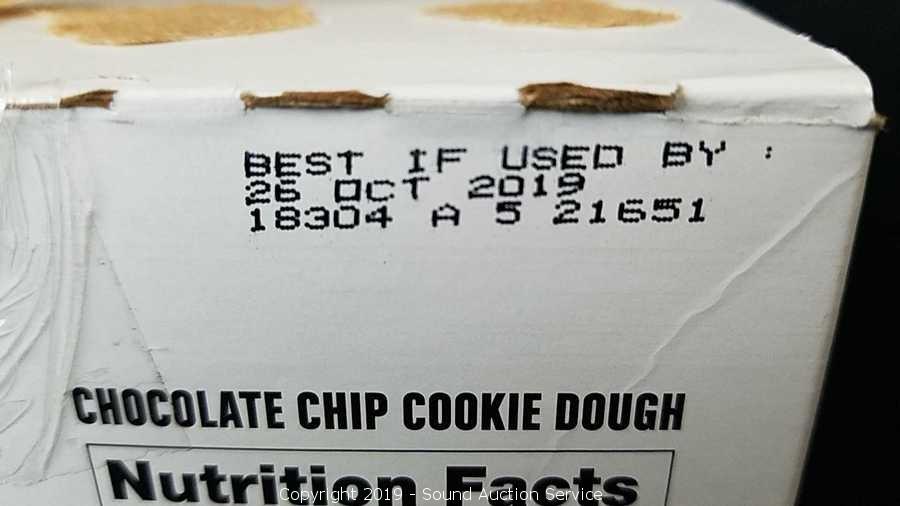 BEST IF USED BY :
26 OCT 2019
18304 A 5 21651
CHOCOLATE CHIP COOKIE DOUGH
Nutrition Facts
Copyright 2019 - Sound Auction Service